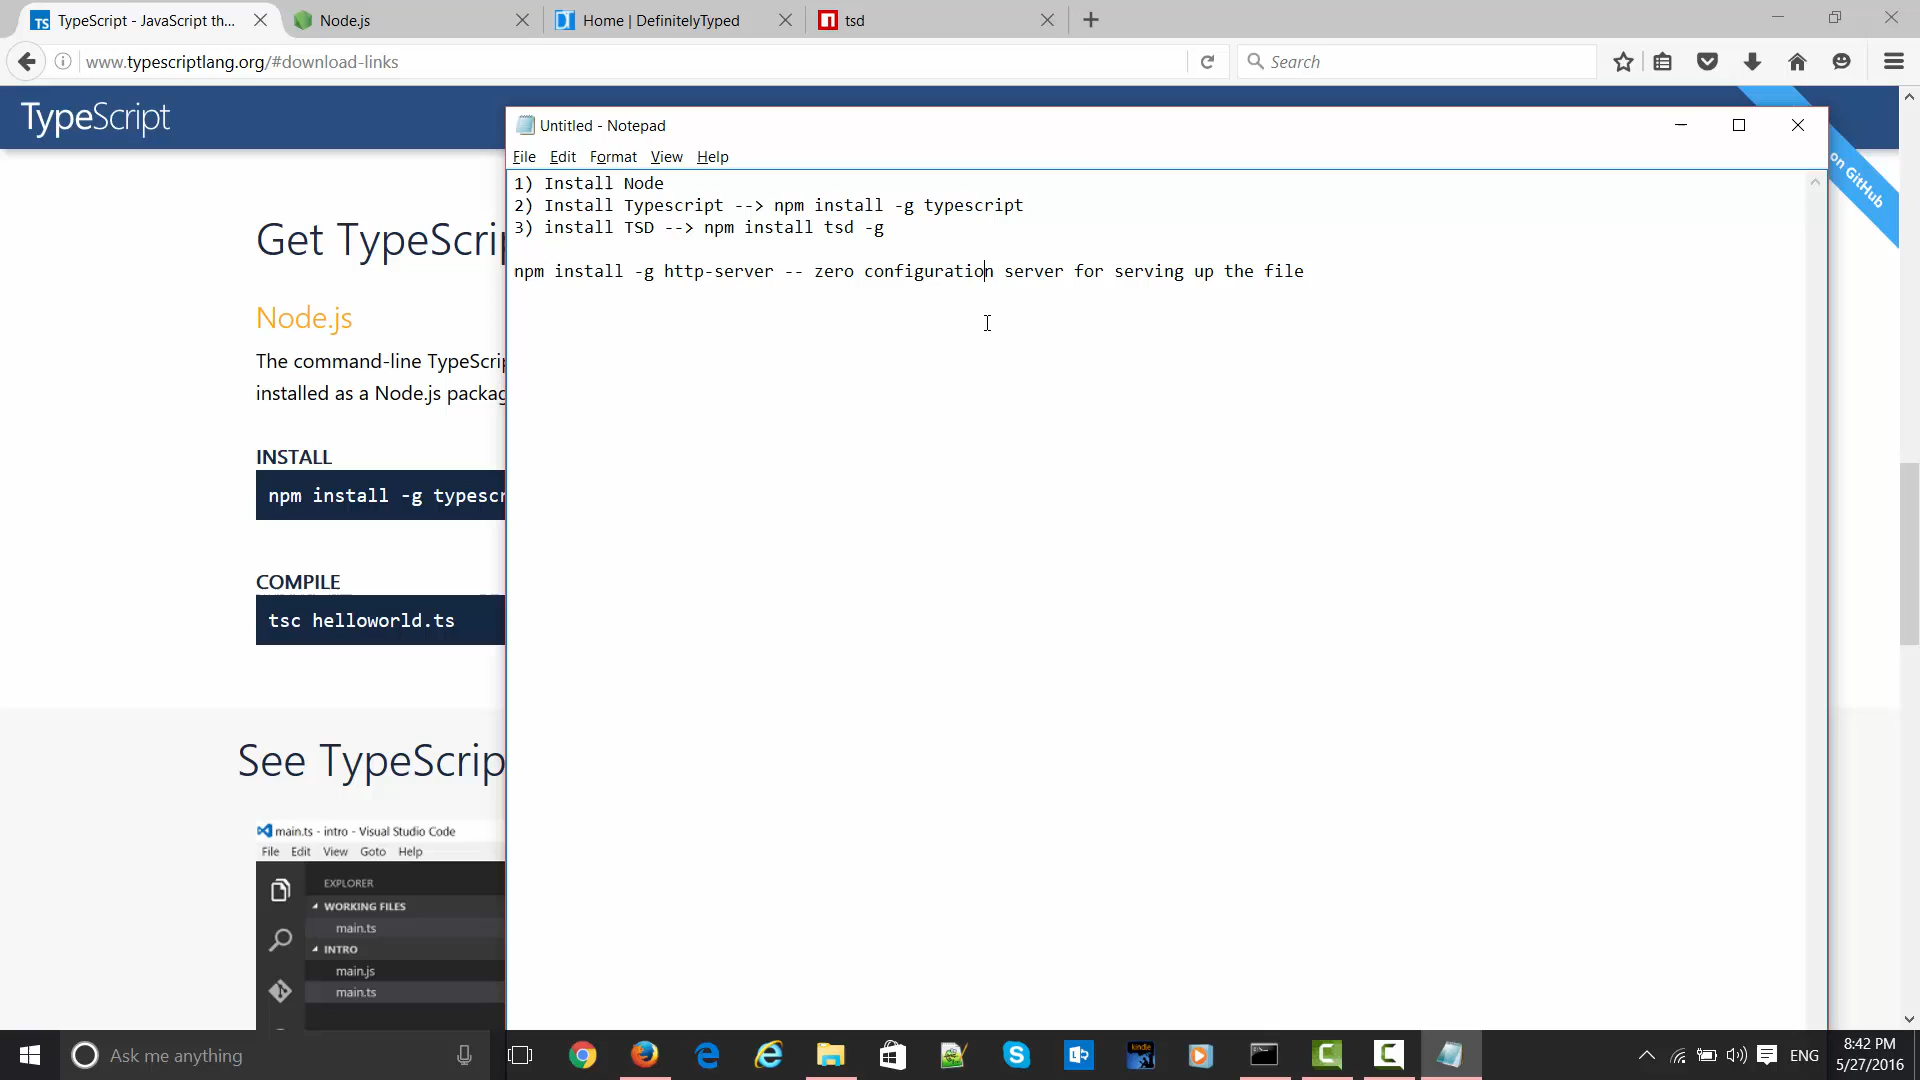 TypeScript - JavaScript th...
Node.js
Home | DefinitelyTyped
tsd
www.typescriptlang.org/#download-links
Search
TypeScript
on GitHub
Untitled - Notepad
File Edit Format View Help
1) Install Node
2) Install Typescript --> npm install -g typescript
3) install TSD --> npm install tsd -g
npm install -g http-server -- zero configuration server for serving up the file
Get TypeScrip
Node.js
The command-line TypeScrip
installed as a Node.js packag
INSTALL
npm install -g typescr
COMPILE
tsc helloworld.ts
See TypeScrip
main.ts - intro - Visual Studio Code
File Edit View Goto Help
EXPLORER
WORKING FILES
main.ts
INTRO
main.js
main.ts
Ask me anything
kindle
ENG
8:42 PM
5/27/2016